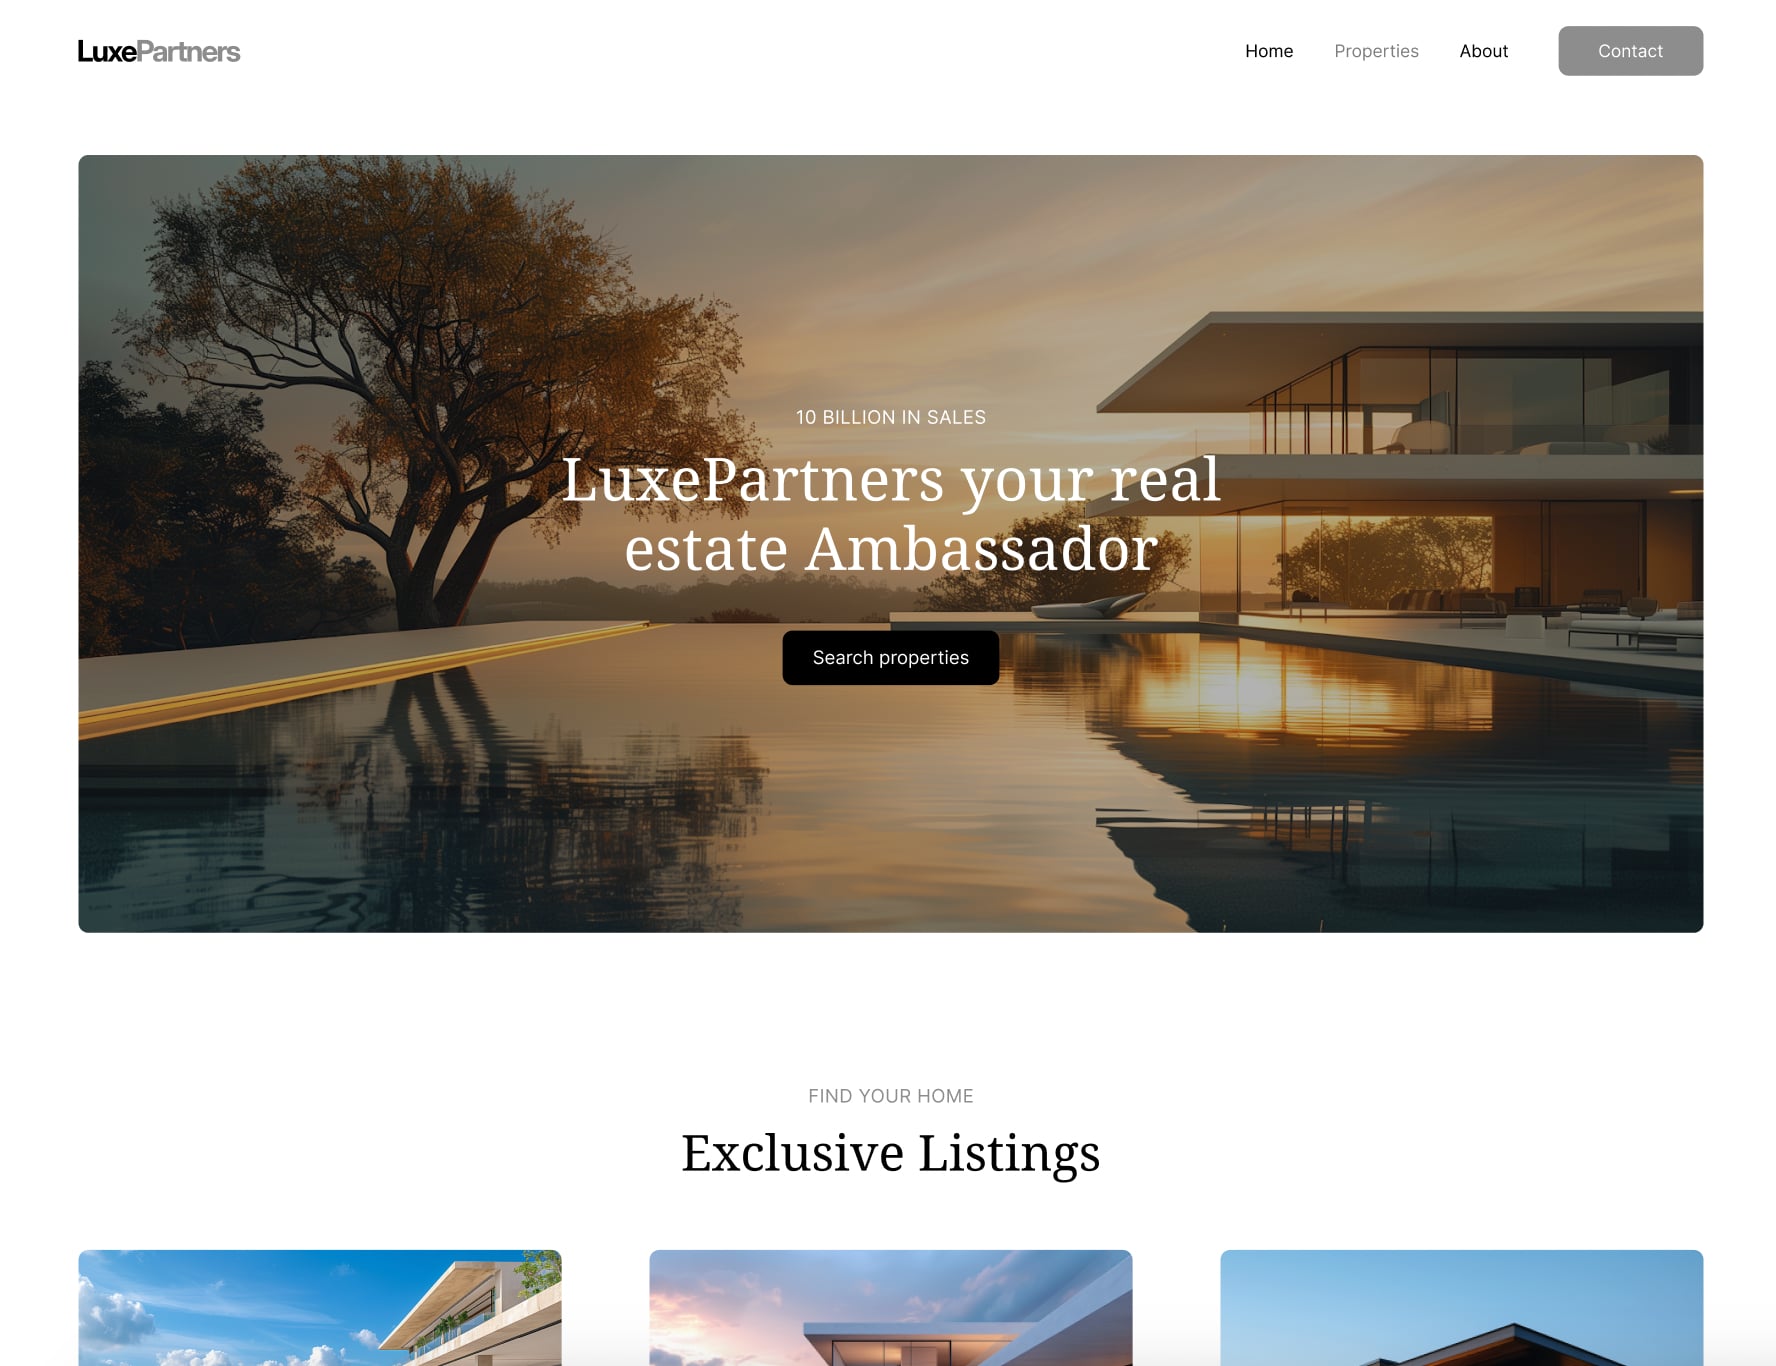 LuxePartners
Home
Properties
About
Contact
10 BILLION IN SALES
LuxePartners your real
estate Ambassador
Search properties
FIND YOUR HOME
Exclusive Listings